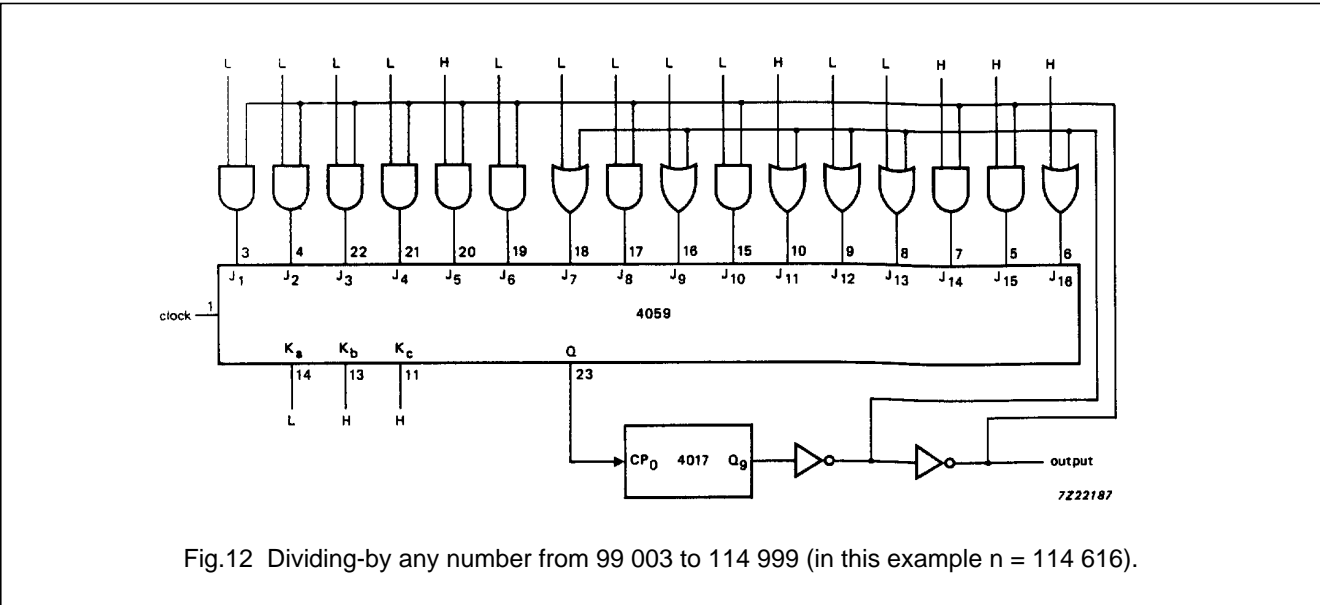 L L L L H L L L L L H L L H H H
3 4 22 21 20 19 18 17 16 15 10 9 8 7 5 6
J1 J2 J3 J4 J5 J6 J7 J8 J9 J10 J11 J12 J13 J14 J15 J16
clock 1
4059
Ka Kb Kc Q
14 13 11 23
L H H
CP0 4017 Q9
output
7Z22187
Fig.12 Dividing-by any number from 99 003 to 114 999 (in this example n = 114 616).